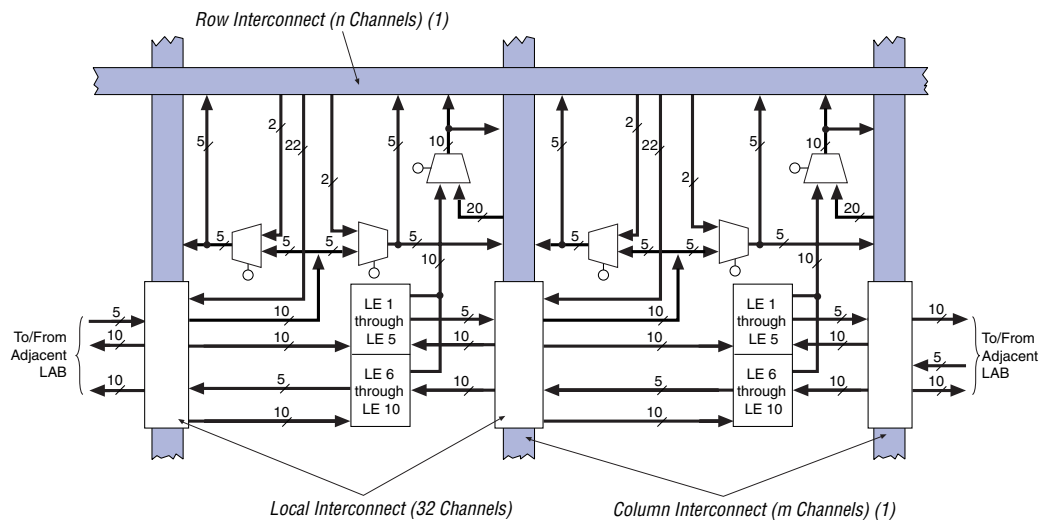 Row Interconnect (n Channels) (1)
2
22
5
2
5
10
2
22
5
2
5
10
20
20
5
5
5
5
5
5
5
5
10
10
5
10
LE 1
through
LE 5
5
10
LE 1
through
LE 5
5
10
To/From
Adjacent
LAB
10
10
10
10
10
10
5
To/From
Adjacent
LAB
10
5
LE 6
through
LE 10
10
5
LE 6
through
LE 10
10
10
10
10
Local Interconnect (32 Channels)
Column Interconnect (m Channels) (1)